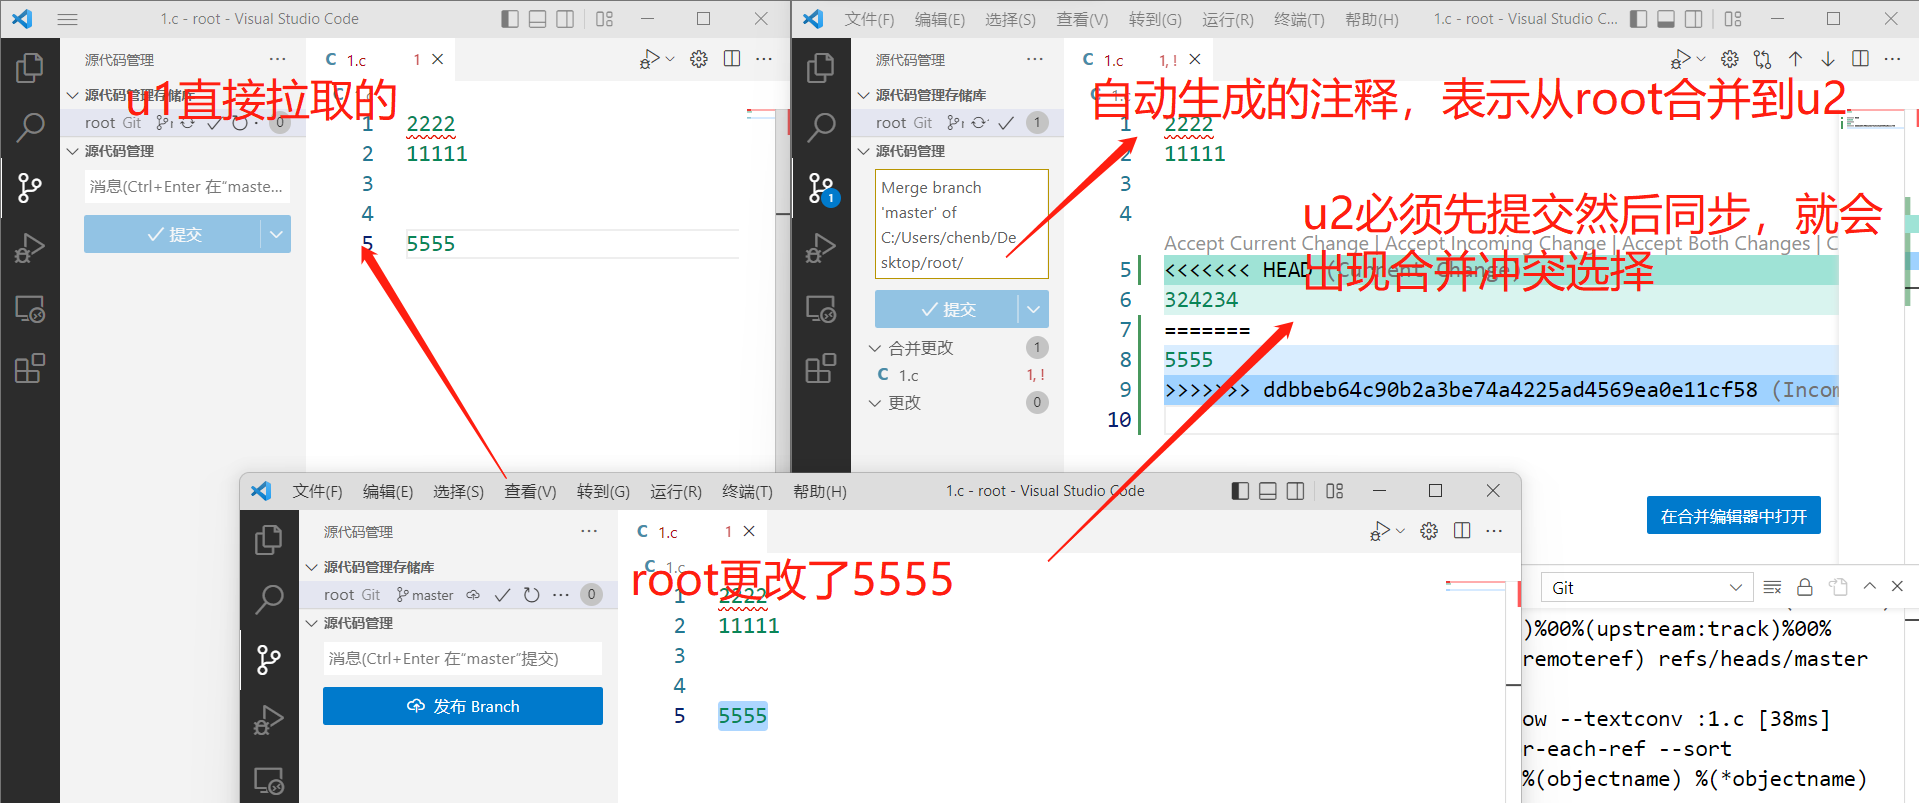 1.c - root - Visual Studio Code
源代码管理
1.c
1
源代码管理存储库
u1直接拉取的
root Git
0
源代码管理
消息(Ctrl+Enter 在"maste...
提交
1 2222
2 11111
3
4
5 5555
文件(F) 编辑(E) 选择(S) 查看(V) 转到(G) 运行(R) 终端(T) 帮助(H)
1.c - root - Visual Studio C...
源代码管理
1.c
1, !
源代码管理存储库
自动生成的注释，表示从root合并到u2
root Git
1
源代码管理
1
Merge branch
'master' of
C:/Users/chenb/De
sktop/root/
提交
合并更改
1
1.c
1, !
更改
0
1 2222
2 11111
3
4
u2必须先提交然后同步，就会
出现合并冲突选择
Accept Current Change | Accept Incoming Change | Accept Both Changes | C
5 <<<<<<< HEAD (Current Change)
6 324234
7 =======
8 5555
9 >>>>>>> ddbbeb64c90b2a3be74a4225ad4569ea0e11cf58 (Incom
10
在合并编辑器中打开
文件(F) 编辑(E) 选择(S) 查看(V) 转到(G) 运行(R) 终端(T) 帮助(H)
1.c - root - Visual Studio Code
源代码管理
1.c
1
源代码管理存储库
1.c
root更改了5555
root Git
master
0
源代码管理
消息(Ctrl+Enter 在"master"提交)
发布 Branch
1 2222
2 11111
3
4
5 5555
Git
)%00%(upstream:track)%00%
remoteref) refs/heads/master
ow --textconv :1.c [38ms]
r-each-ref --sort
%(objectname) %(*objectname)